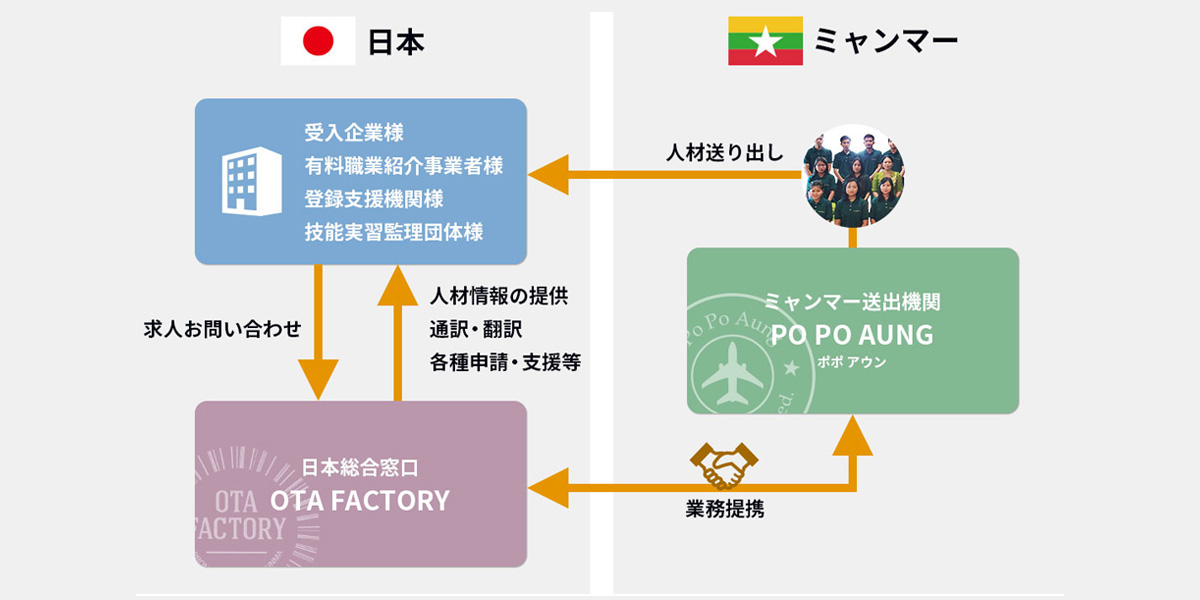 日本
ミャンマー
受入企業様
有料職業紹介事業者様
登録支援機関様
技能実習監理団体様
人材送り出し
求人お問い合わせ
人材情報の提供
通訳・翻訳
各種申請・支援等
ミャンマー送出機関
PO PO AUNG
ポポ アウン
Po Po Aung
ed.
日本総合窓口
OTA FACTORY
OTA
FACTORY
業務提携